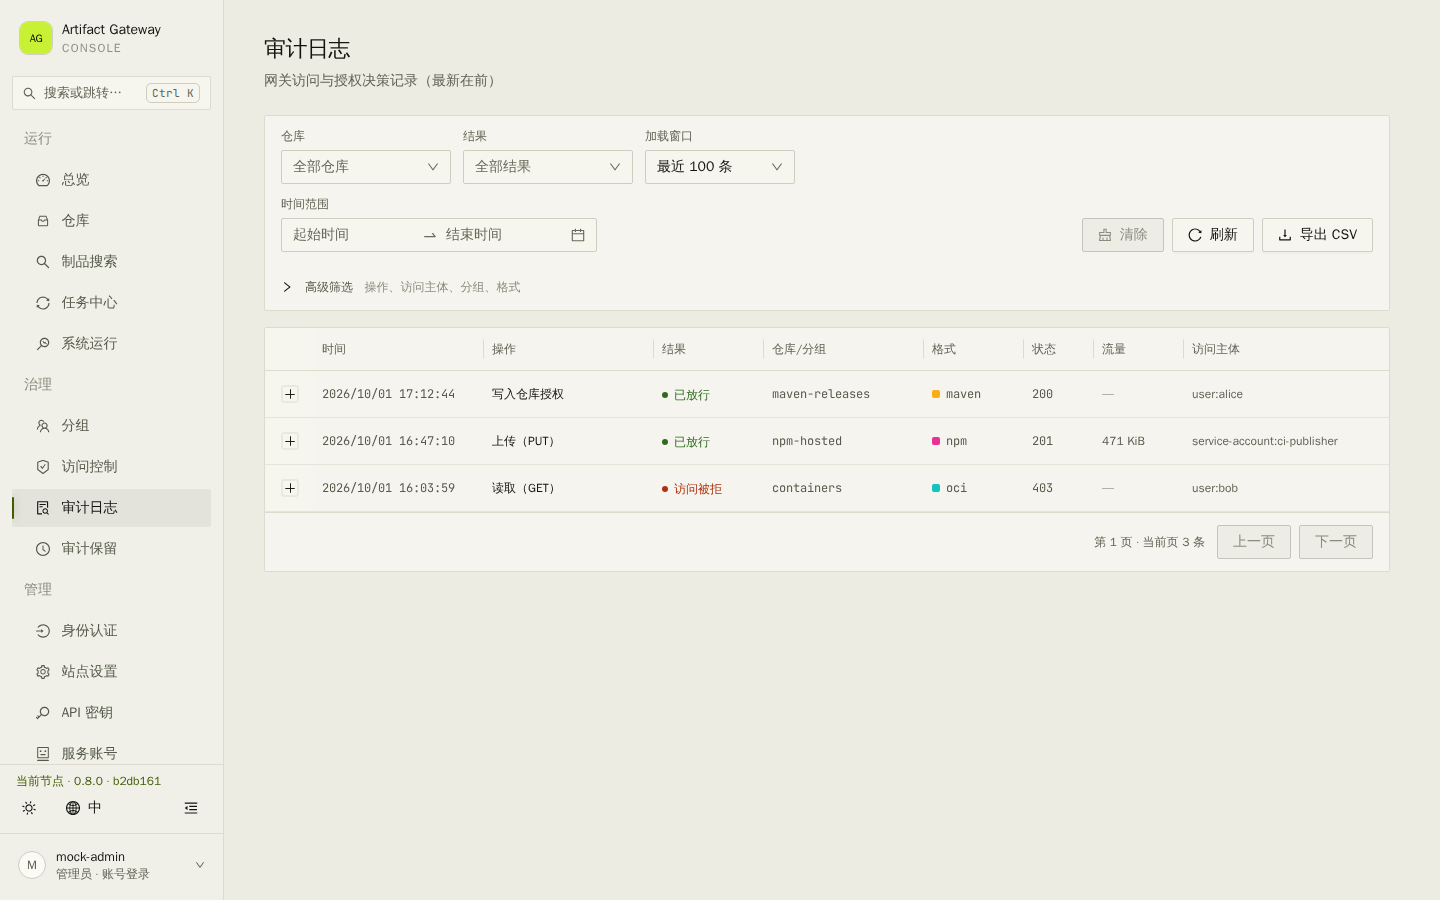 AG
Artifact Gateway
CONSOLE
搜索或跳转… Ctrl K
运行
总览
仓库
制品搜索
任务中心
系统运行
治理
分组
访问控制
审计日志
审计保留
管理
身份认证
站点设置
API 密钥
服务账号
当前节点 · 0.8.0 · b2db161
中
M
mock-admin
管理员 · 账号登录
审计日志
网关访问与授权决策记录（最新在前）
仓库 结果 加载窗口
全部仓库 全部结果 最近 100 条
时间范围
起始时间 结束时间 清除 刷新 导出 CSV
高级筛选 操作、访问主体、分组、格式
时间 操作 结果 仓库/分组 格式 状态 流量 访问主体
2026/10/01 17:12:44 写入仓库授权 已放行 maven-releases maven 200 — user:alice
2026/10/01 16:47:10 上传（PUT） 已放行 npm-hosted npm 201 471 KiB service-account:ci-publisher
2026/10/01 16:03:59 读取（GET） 访问被拒 containers oci 403 — user:bob
第 1 页 · 当前页 3 条 上一页 下一页